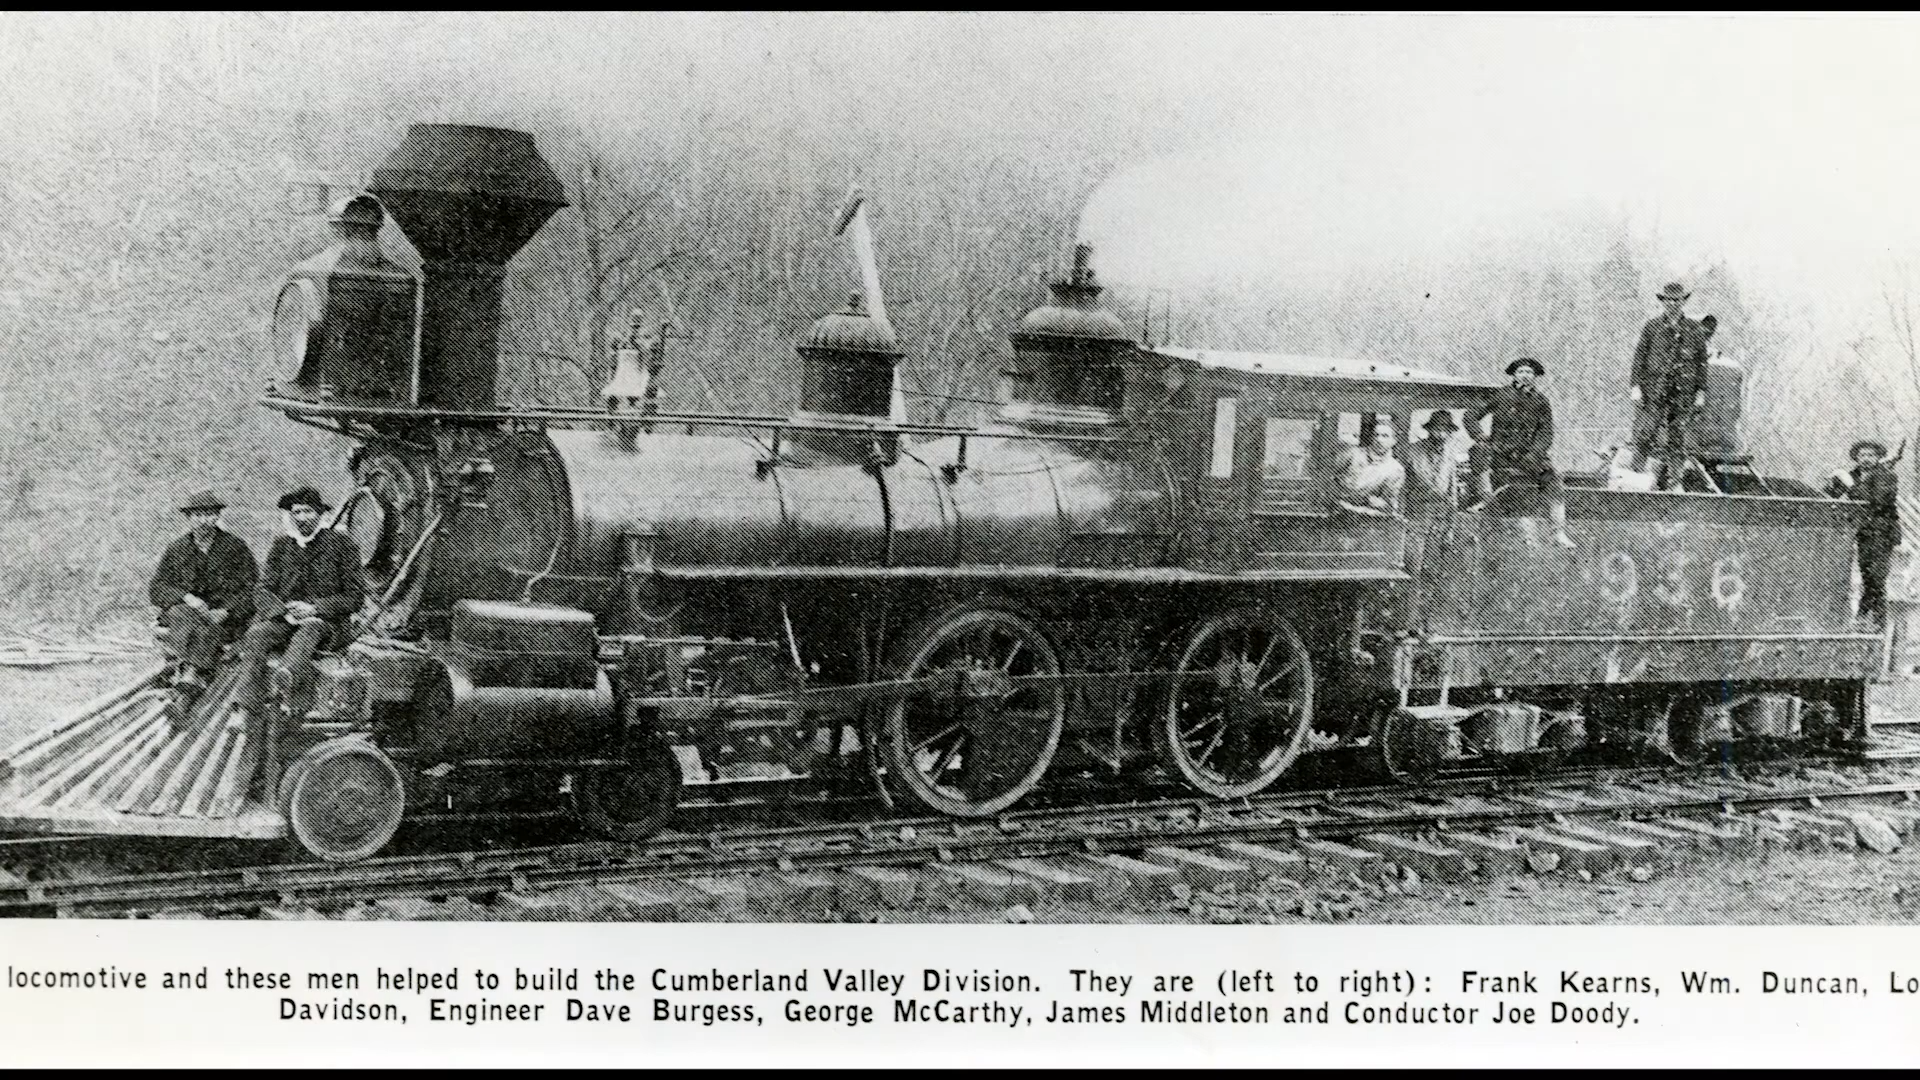 936
locomotive and these men helped to build the Cumberland Valley Division. They are (left to right): Frank Kearns, Wm. Duncan, Lo
Davidson, Engineer Dave Burgess, George McCarthy, James Middleton and Conductor Joe Doody.